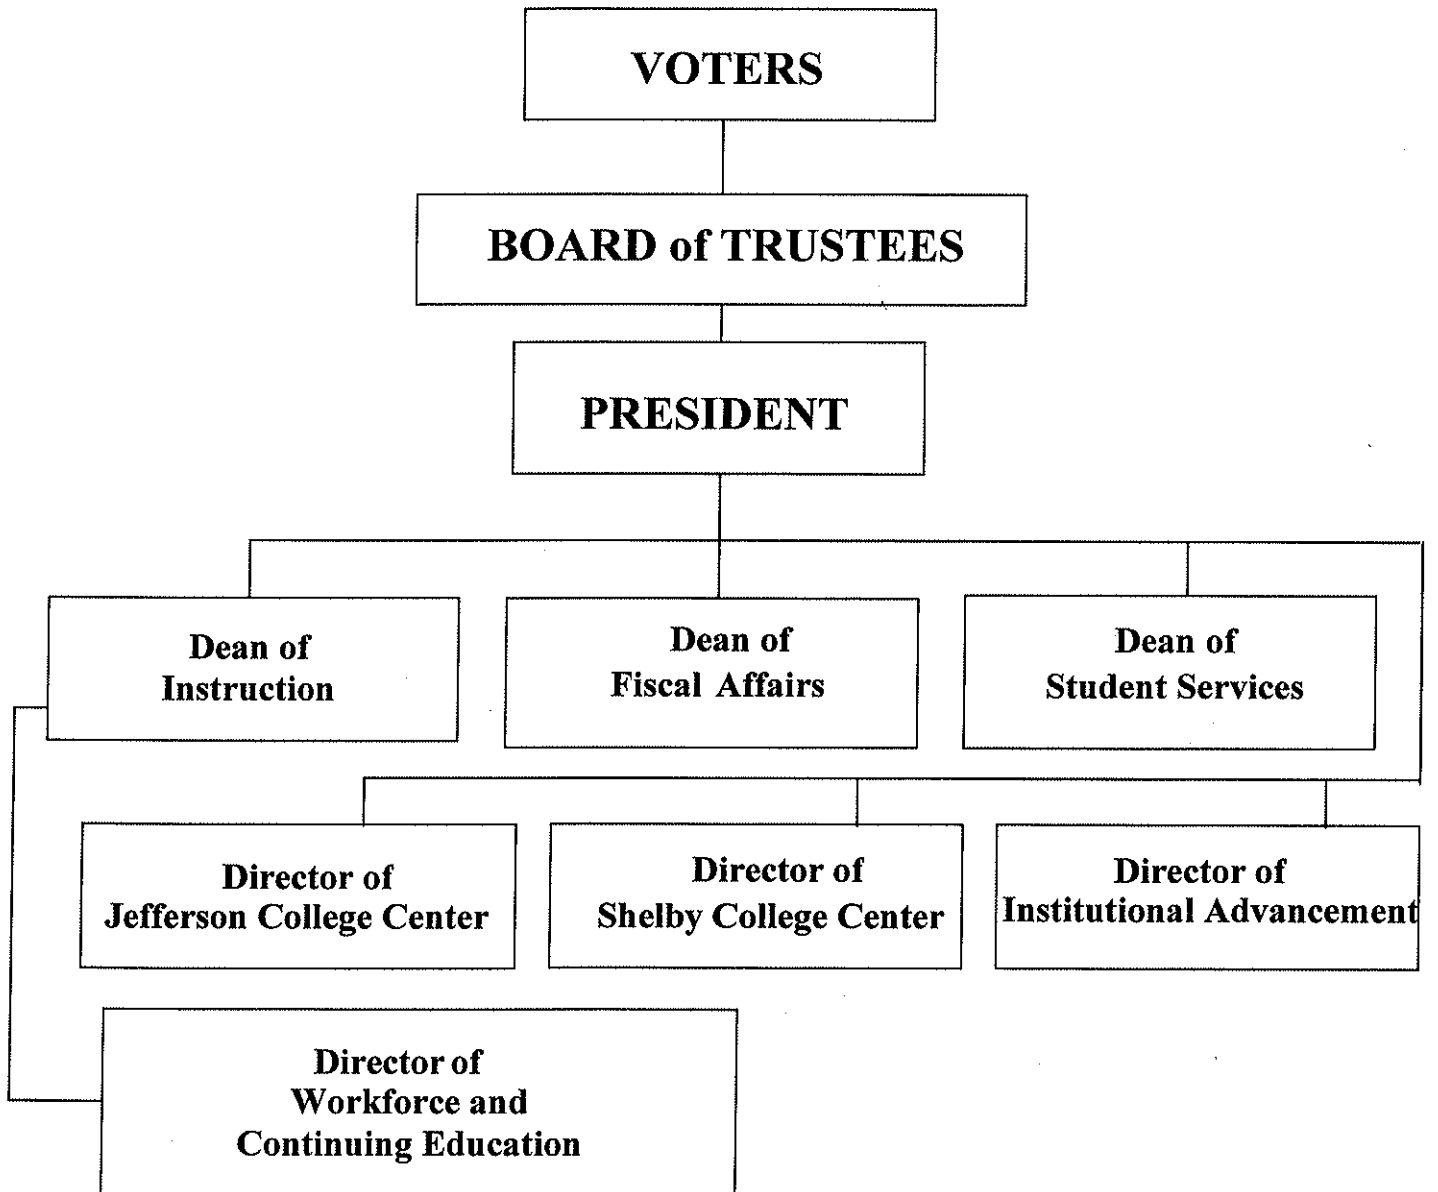 VOTERS
BOARD of TRUSTEES
PRESIDENT
Dean of
Instruction
Dean of
Fiscal Affairs
Dean of
Student Services
Director of
Jefferson College Center
Director of
Shelby College Center
Director of
Institutional Advancement
Director of
Workforce and
Continuing Education